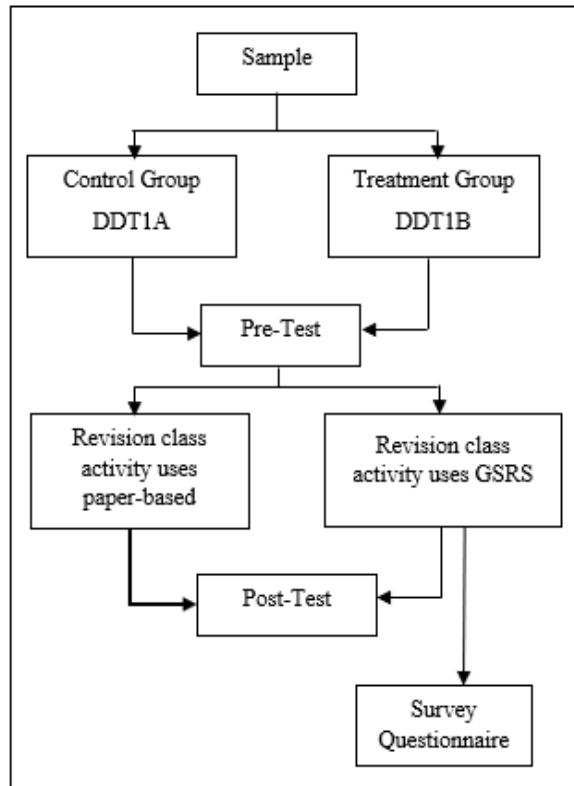 Sample
Control Group
DDT1A
Treatment Group
DDT1B
Pre-Test
Revision class
activity uses
paper-based
Revision class
activity uses GSRS
Post-Test
Survey
Questionnaire